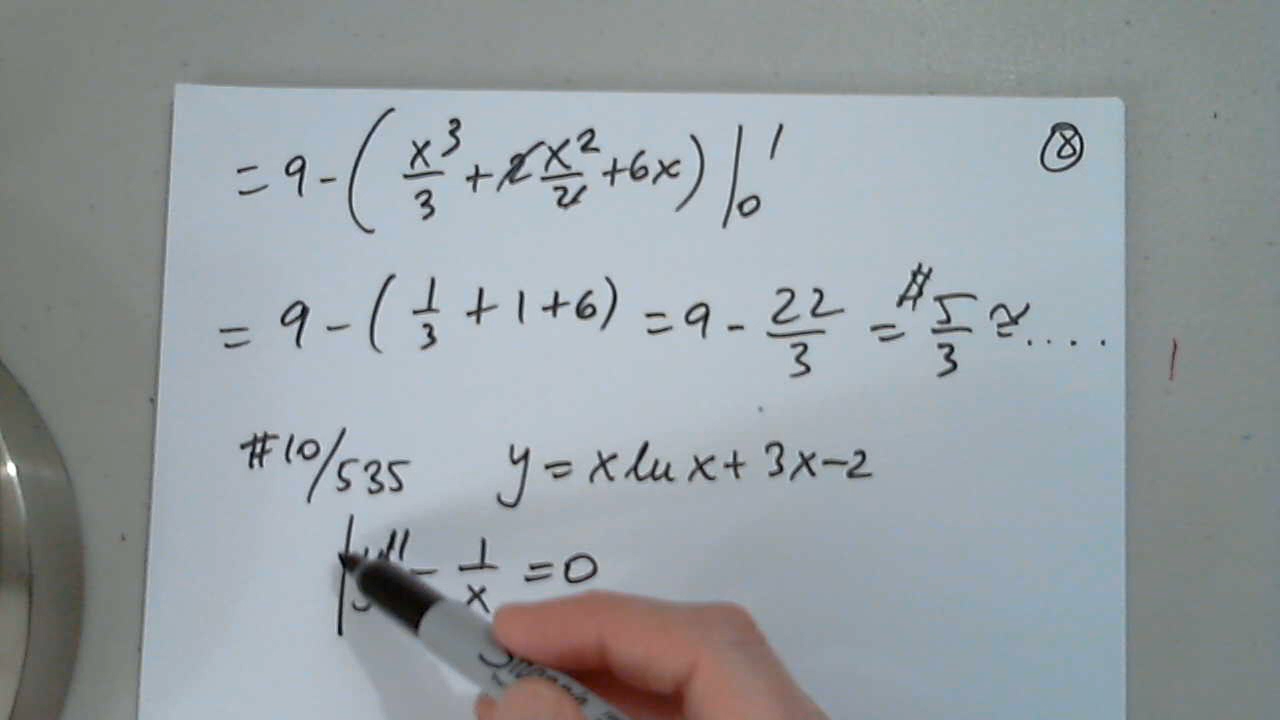 = 9 - ( x³/3 + 2 x²/2 + 6x ) |₀¹ ⑧
= 9 - ( 1/3 + 1 + 6 ) = 9 - 22/3 = $5/3 ≈ ....
#10/535 y = x ln x + 3x - 2
y'' - 1/x = 0